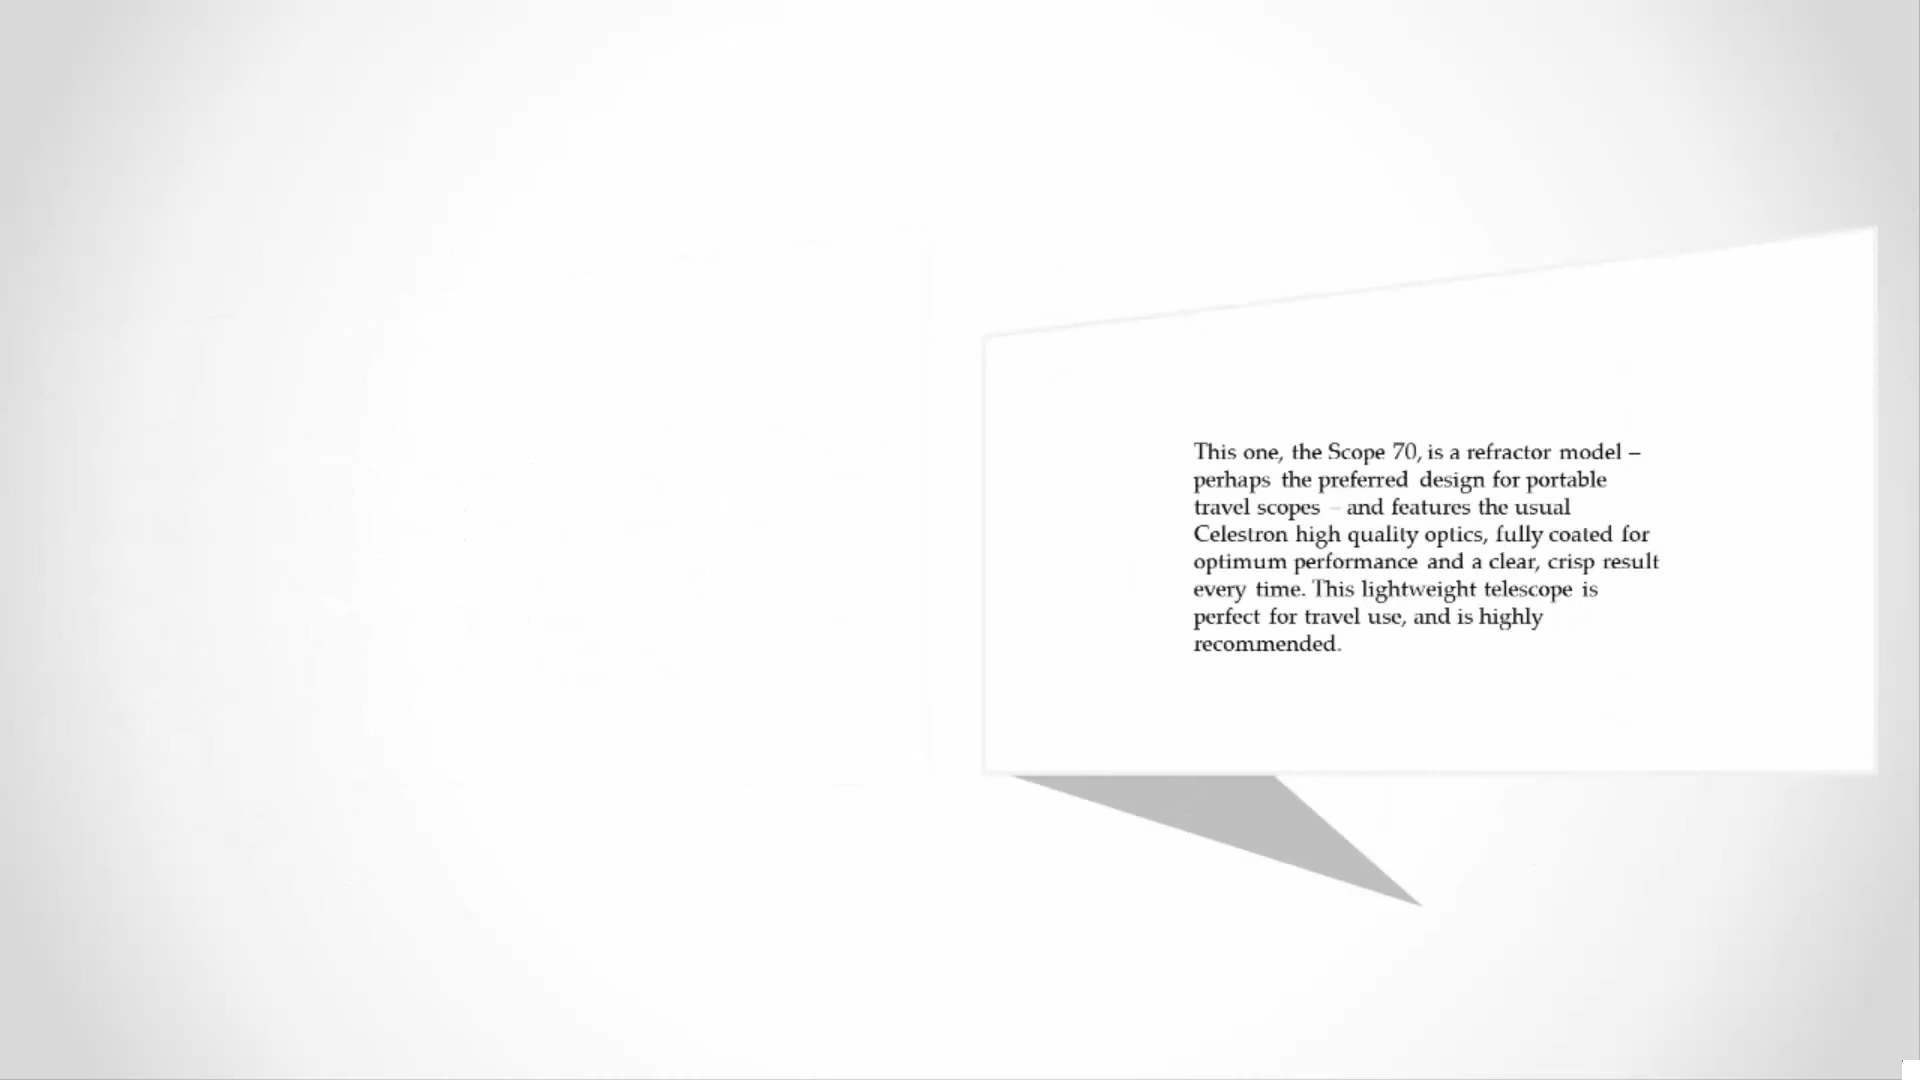 This one, the Scope 70, is a refractor model –
perhaps the preferred design for portable
travel scopes – and features the usual
Celestron high quality optics, fully coated for
optimum performance and a clear, crisp result
every time. This lightweight telescope is
perfect for travel use, and is highly
recommended.